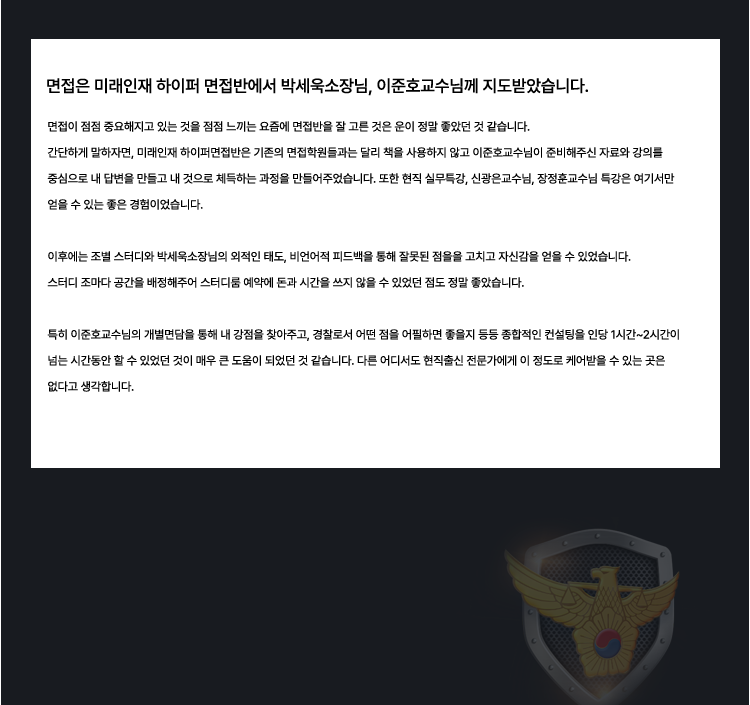 면접은 미래인재 하이퍼 면접반에서 박세욱소장님, 이준호교수님께 지도받았습니다.
면접이 점점 중요해지고 있는 것을 점점 느끼는 요즘에 면접반을 잘 고른 것은 운이 정말 좋았던 것 같습니다.
간단하게 말하자면, 미래인재 하이퍼면접반은 기존의 면접학원들과는 달리 책을 사용하지 않고 이준호교수님이 준비해주신 자료와 강의를
중심으로 내 답변을 만들고 내 것으로 체득하는 과정을 만들어주었습니다. 또한 현직 실무특강, 신광은교수님, 장정훈교수님 특강은 여기서만
얻을 수 있는 좋은 경험이었습니다.
이후에는 조별 스터디와 박세욱소장님의 외적인 태도, 비언어적 피드백을 통해 잘못된 점을을 고치고 자신감을 얻을 수 있었습니다.
스터디 조마다 공간을 배정해주어 스터디룸 예약에 돈과 시간을 쓰지 않을 수 있었던 점도 정말 좋았습니다.
특히 이준호교수님의 개별면담을 통해 내 강점을 찾아주고, 경찰로서 어떤 점을 어필하면 좋을지 등등 종합적인 컨설팅을 인당 1시간~2시간이
넘는 시간동안 할 수 있었던 것이 매우 큰 도움이 되었던 것 같습니다. 다른 어디서도 현직출신 전문가에게 이 정도로 케어받을 수 있는 곳은
없다고 생각합니다.